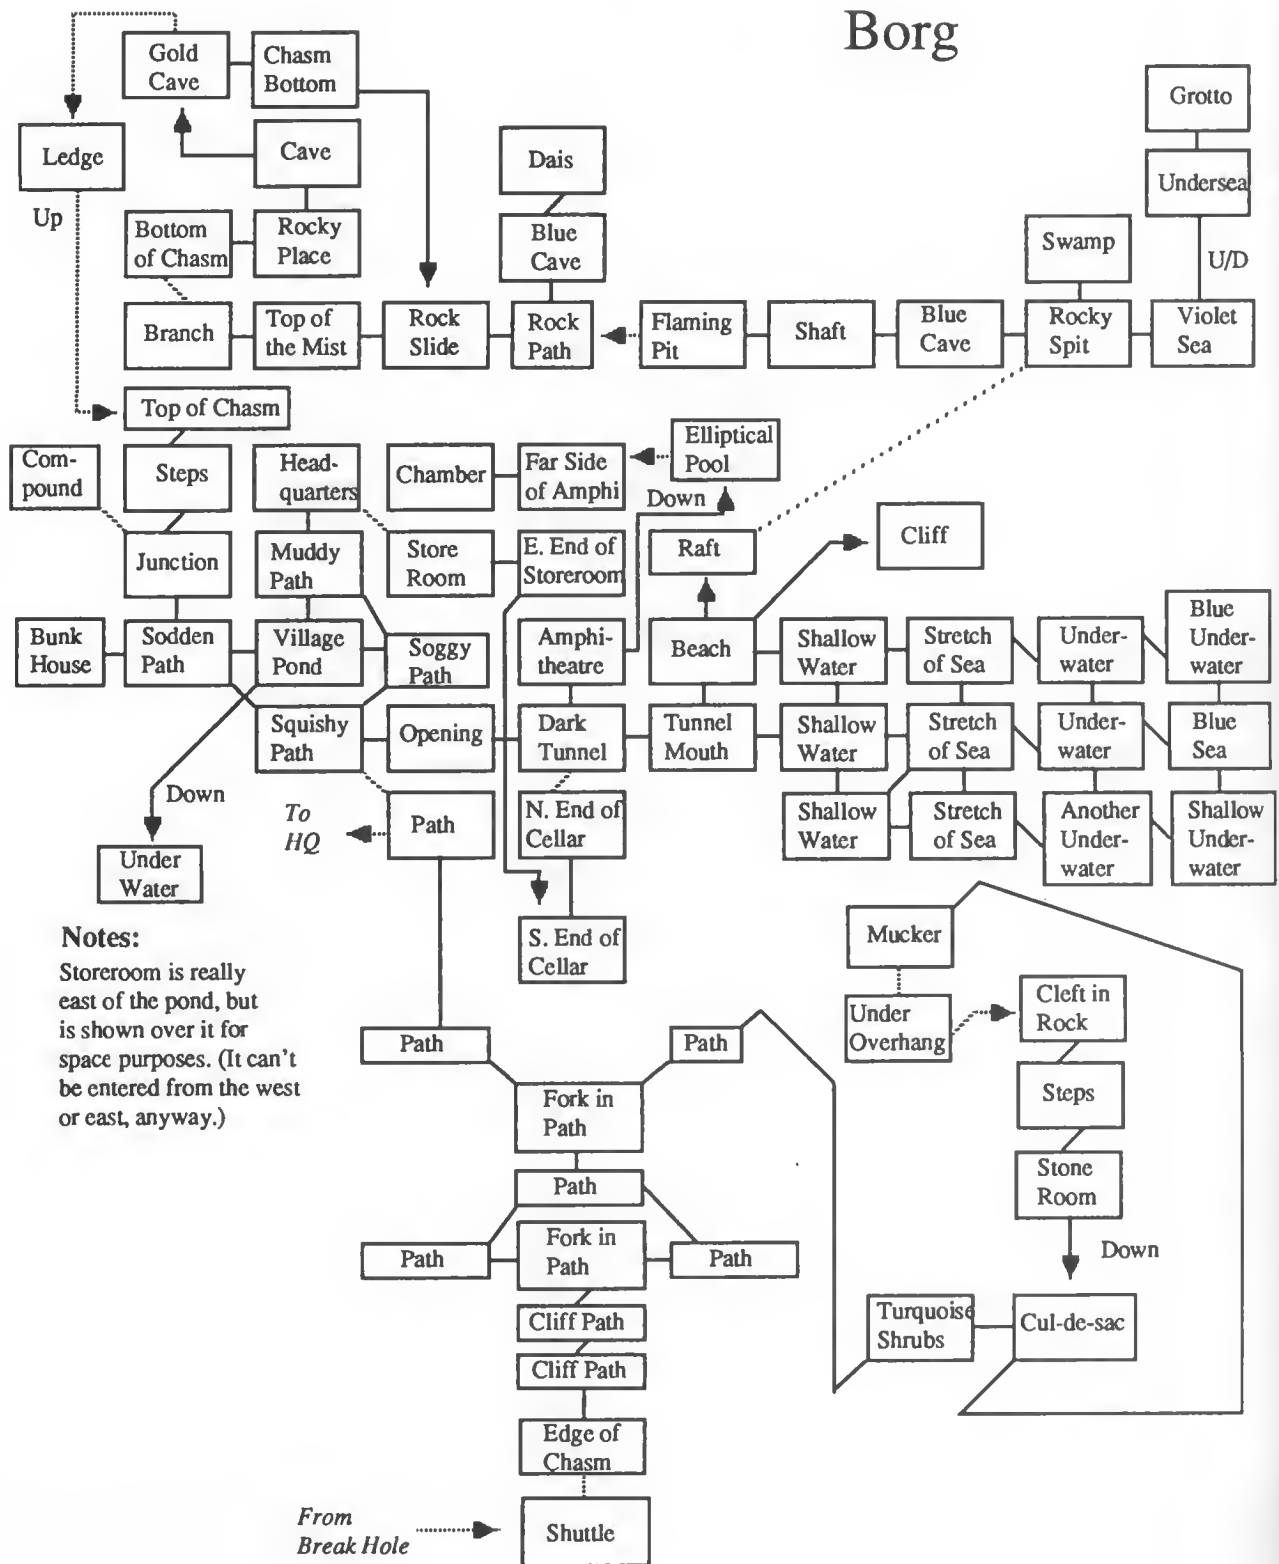 Borg
Gold
Cave
Chasm
Bottom
Grotto
Ledge
Cave
Dais
Undersea
Up
Bottom
of Chasm
Rocky
Place
Blue
Cave
Swamp
U/D
Branch
Top of
the Mist
Rock
Slide
Rock
Path
Flaming
Pit
Shaft
Blue
Cave
Rocky
Spit
Violet
Sea
Top of Chasm
Com-
pound
Steps
Head-
quarters
Chamber
Far Side
of Amphi
Elliptical
Pool
Down
Junction
Muddy
Path
Store
Room
E. End of
Storeroom
Raft
Cliff
Bunk
House
Sodden
Path
Village
Pond
Soggy
Path
Amphi-
theatre
Beach
Shallow
Water
Stretch
of Sea
Under-
water
Blue
Under-
water
Squishy
Path
Opening
Dark
Tunnel
Tunnel
Mouth
Shallow
Water
Stretch
of Sea
Under-
water
Blue
Sea
Down
To
HQ
Path
N. End of
Cellar
Shallow
Water
Stretch
of Sea
Another
Under-
water
Shallow
Under-
water
Under
Water
S. End of
Cellar
Mucker
Notes:
Storeroom is really
east of the pond, but
is shown over it for
space purposes. (It can't
be entered from the west
or east, anyway.)
Under
Overhang
Cleft in
Rock
Path
Path
Fork in
Path
Steps
Path
Stone
Room
Path
Fork in
Path
Path
Down
Cliff Path
Turquoise
Shrubs
Cul-de-sac
Cliff Path
Edge of
Chasm
From
Break Hole
Shuttle